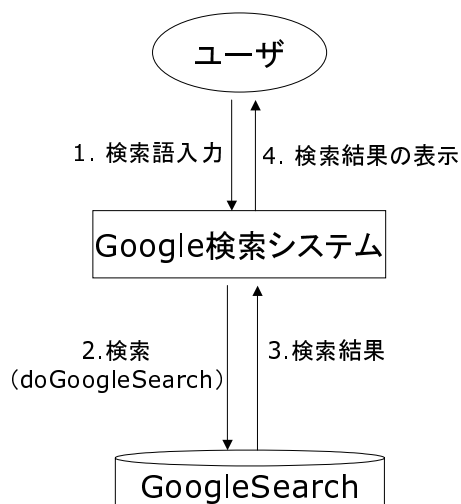 ユーザ
1. 検索語入力
4. 検索結果の表示
Google検索システム
2.検索
（doGoogleSearch）
3.検索結果
GoogleSearch